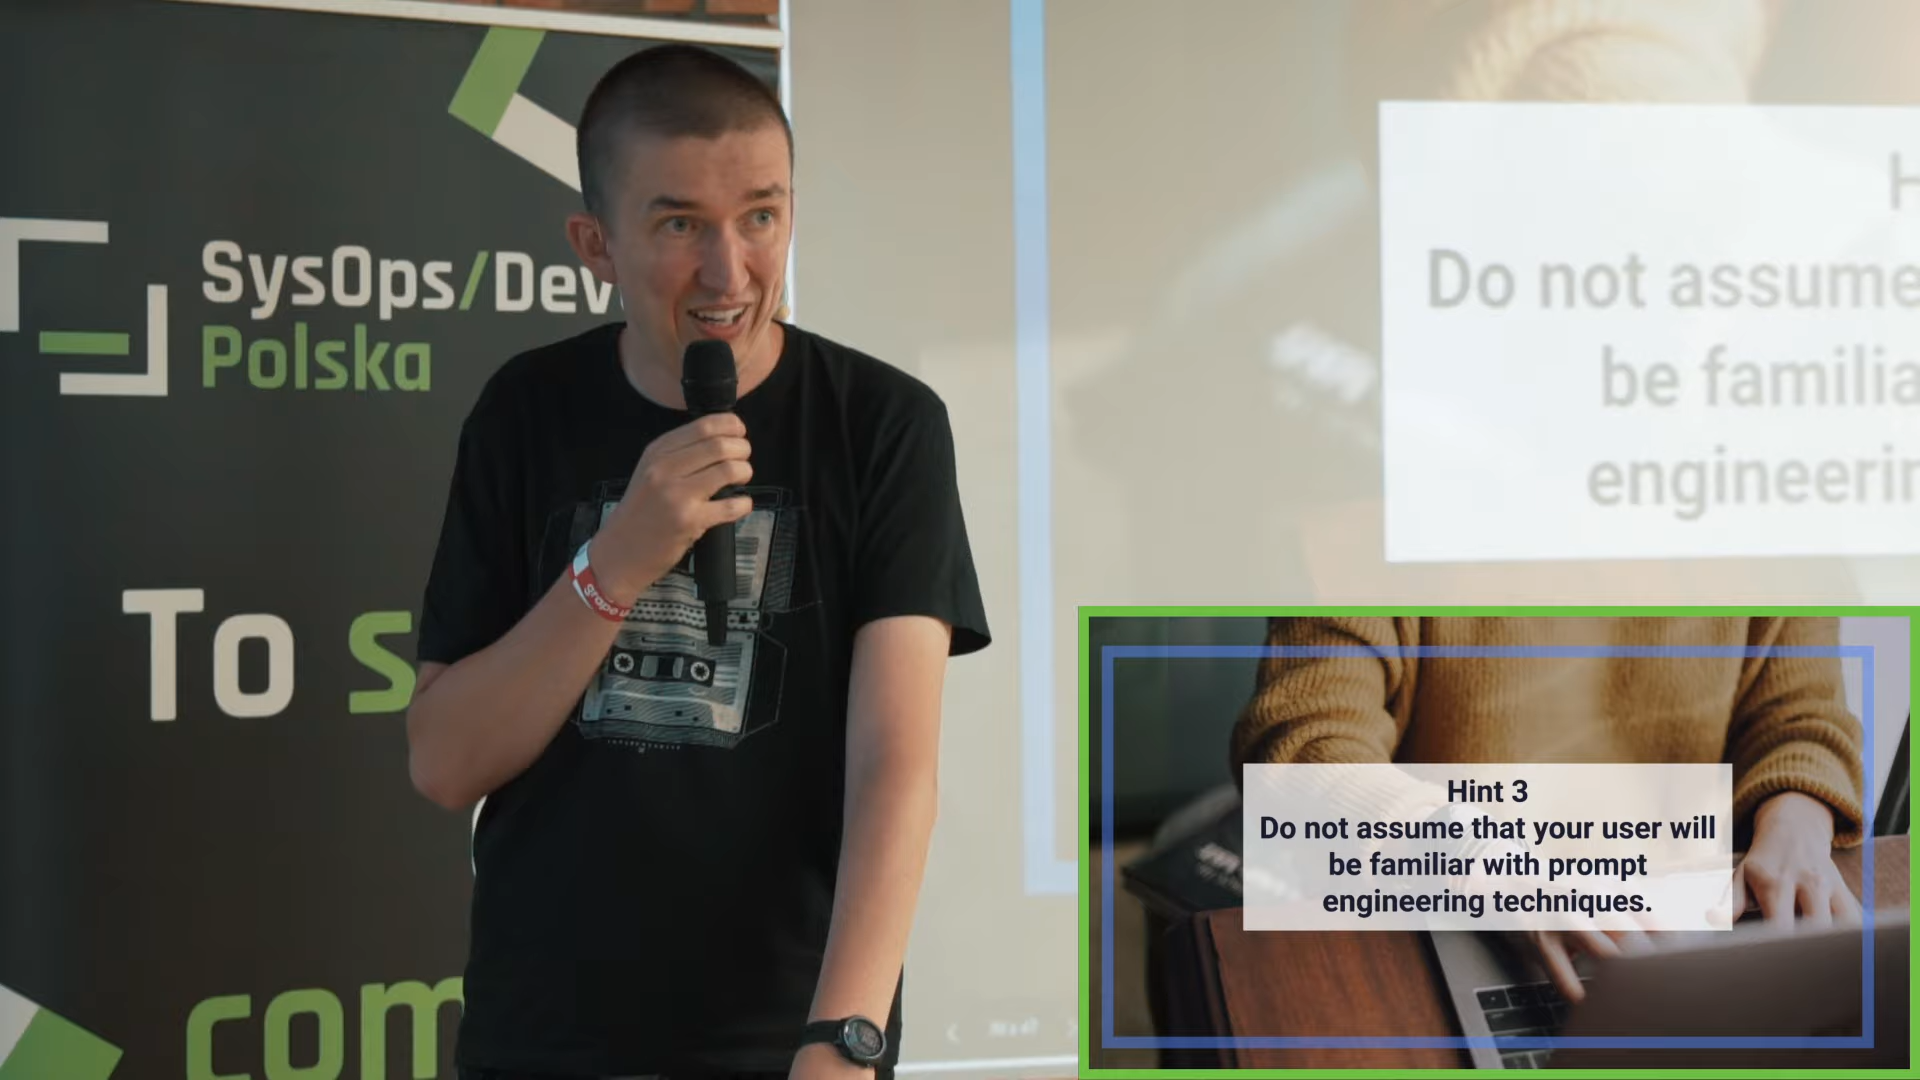 SysOps/Dev
Polska
To s
com
grape
H
Do not assume
be familia
engineerin
Hint 3
Do not assume that your user will
be familiar with prompt
engineering techniques.